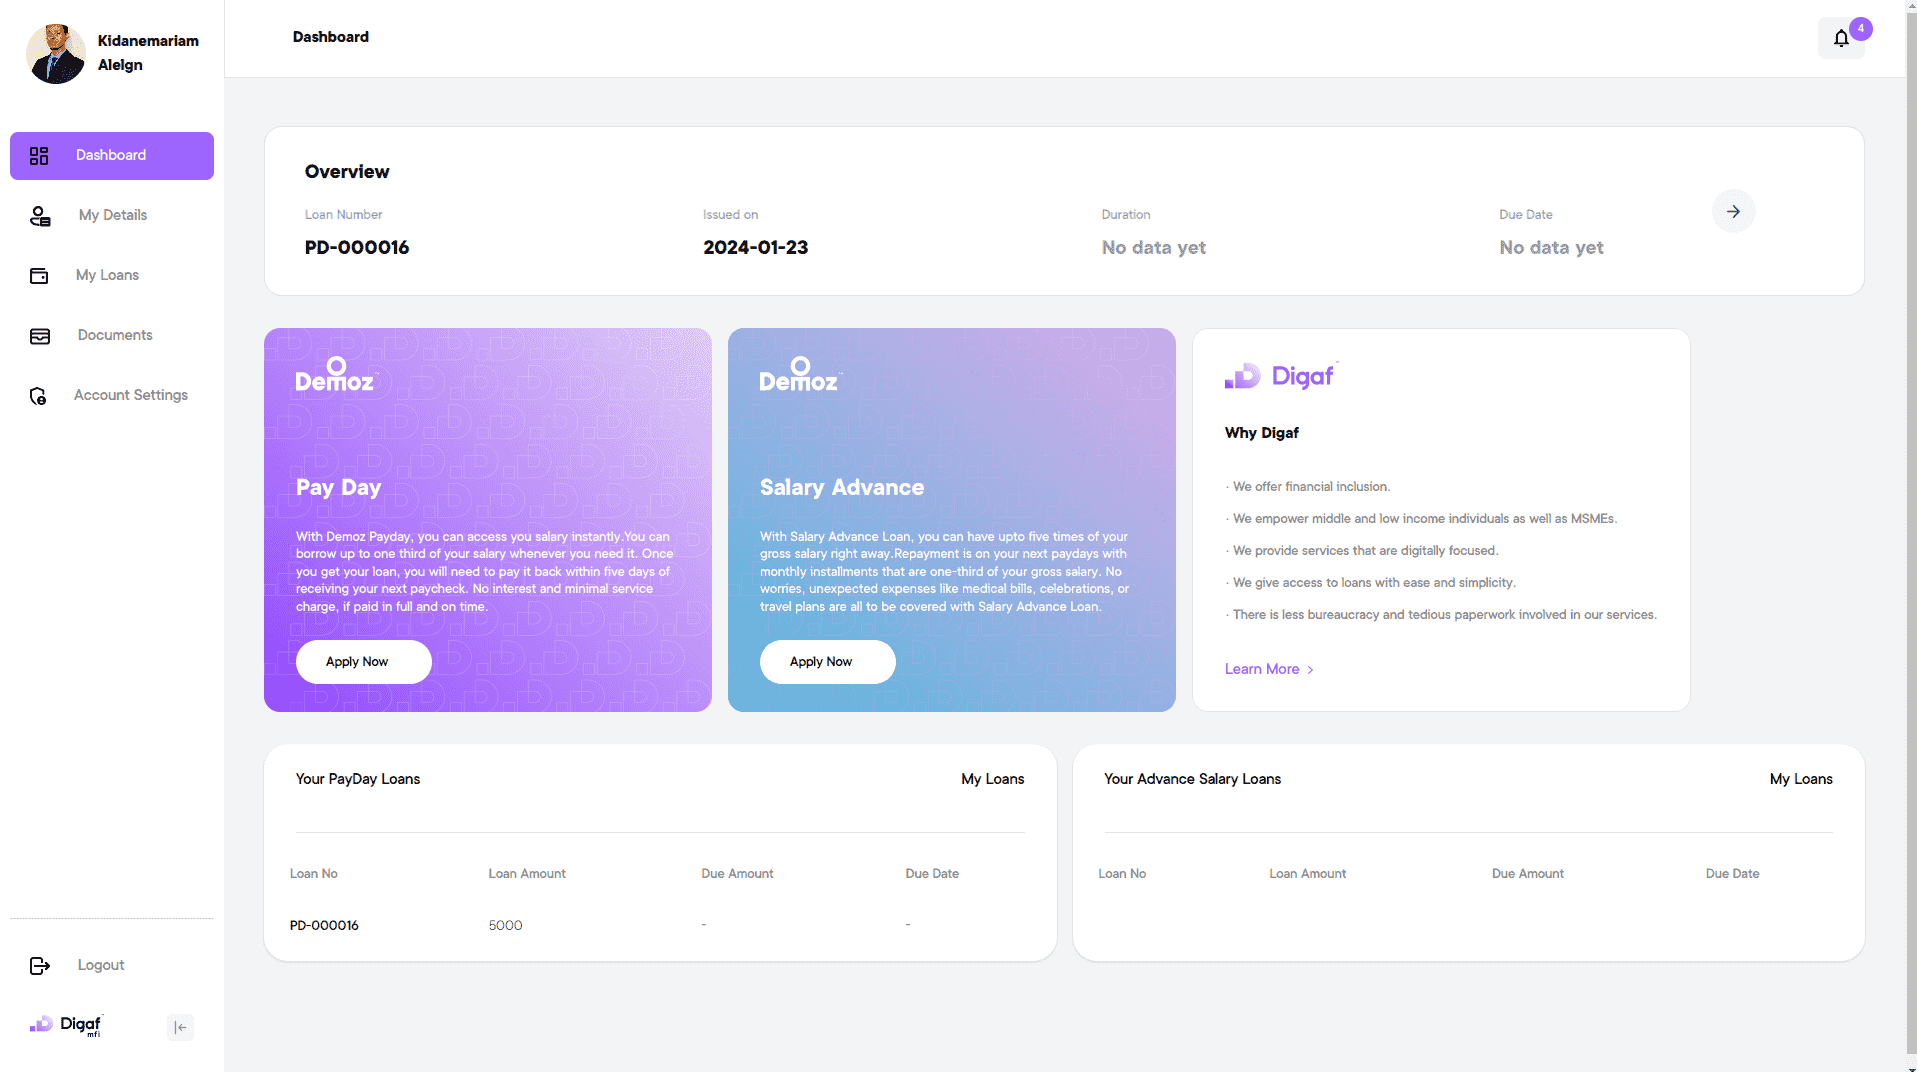 Kidanemariam
Alelgn
Dashboard
4
Dashboard
My Details
My Loans
Documents
Account Settings
Logout
Digaf
mfi
Overview
Loan Number
PD-000016
Issued on
2024-01-23
Duration
No data yet
Due Date
No data yet
Demoz
Pay Day
With Demoz Payday, you can access you salary instantly.You can
borrow up to one third of your salary whenever you need it. Once
you get your loan, you will need to pay it back within five days of
receiving your next paycheck. No interest and minimal service
charge, if paid in full and on time.
Apply Now
Demoz
Salary Advance
With Salary Advance Loan, you can have upto five times of your
gross salary right away.Repayment is on your next paydays with
monthly installments that are one-third of your gross salary. No
worries, unexpected expenses like medical bills, celebrations, or
travel plans are all to be covered with Salary Advance Loan.
Apply Now
Digaf
Why Digaf
· We offer financial inclusion.
· We empower middle and low income individuals as well as MSMEs.
· We provide services that are digitally focused.
· We give access to loans with ease and simplicity.
· There is less bureaucracy and tedious paperwork involved in our services.
Learn More >
Your PayDay Loans My Loans
Loan No Loan Amount Due Amount Due Date
PD-000016 5000 - -
Your Advance Salary Loans My Loans
Loan No Loan Amount Due Amount Due Date